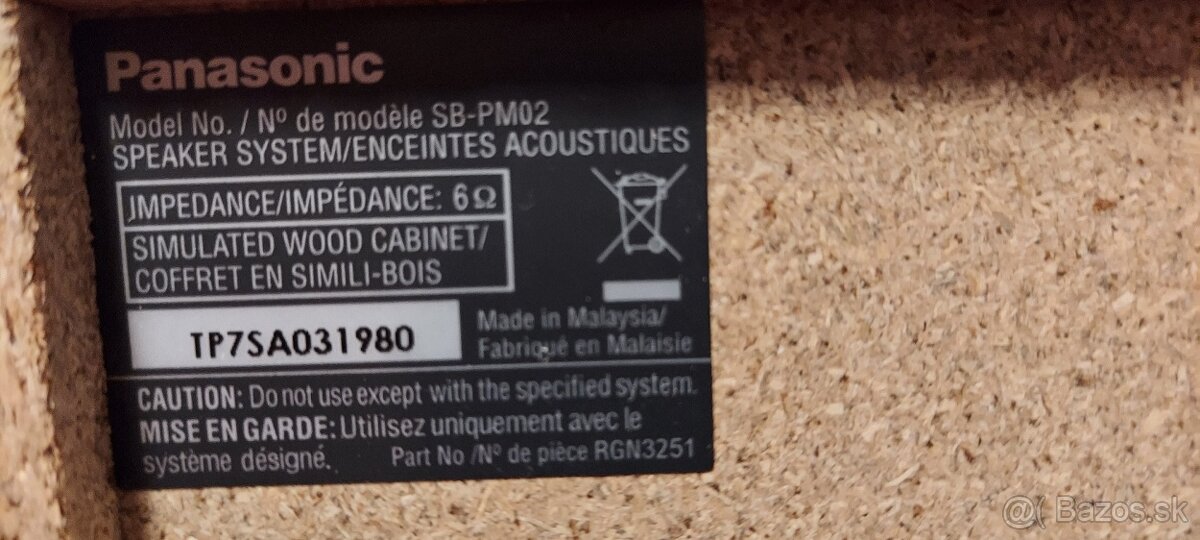 Panasonic
Model No. / Nº de modèle SB-PM02
SPEAKER SYSTEM/ENCEINTES ACOUSTIQUES
IMPEDANCE/IMPÉDANCE: 6Ω
SIMULATED WOOD CABINET/
COFFRET EN SIMILI-BOIS
TP7SA031980
Made in Malaysia/
Fabriqué en Malaisie
CAUTION: Do not use except with the specified system.
MISE EN GARDE: Utilisez uniquement avec le
système désigné.
Part No /Nº de pièce RGN3251
@( Bazos.sk